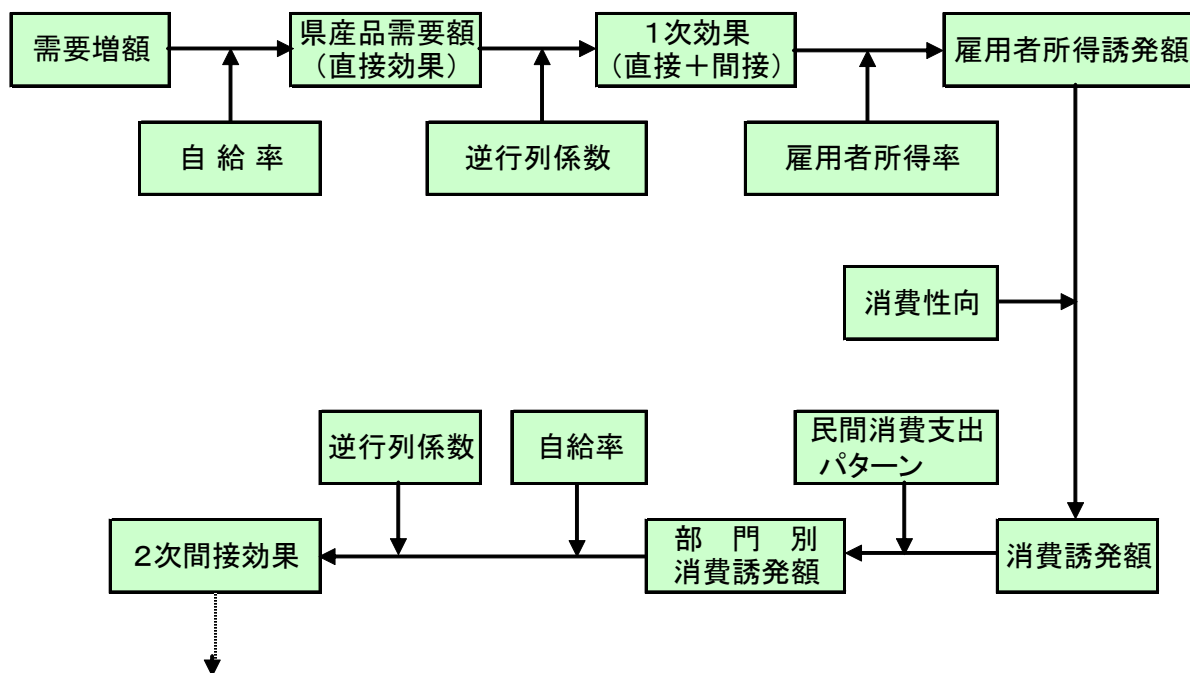 需要増額
県産品需要額
（直接効果）
１次効果
（直接＋間接）
雇用者所得誘発額
自 給 率
逆行列係数
雇用者所得率
消費性向
逆行列係数
自給率
民間消費支出
パターン
２次間接効果
部　門　別
消費誘発額
消費誘発額